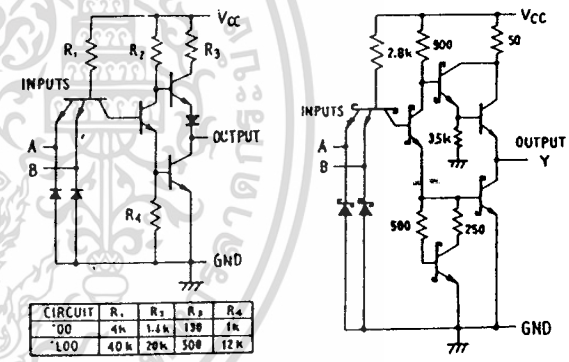 VCC
R₁
R₂
R₃
INPUTS
A
B
OUTPUT
R₄
GND
CIRCUIT R₁ R₂ R₃ R₄
'00 4k 1.6k 130 1k
'L00 40k 20k 500 12k
VCC
2.8k
900
50
INPUTS
A
B
3.5k
OUTPUT
Y
500
250
GND